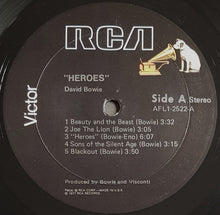 RCA
Victor
"HEROES"
David Bowie
Side A Stereo
AFL1-2522-A
1 Beauty and the Beast (Bowie) 3:32
2 Joe The Lion (Bowie) 3:05
3 "Heroes" (Bowie-Eno) 6:07
4 Sons of the Silent Age (Bowie) 3:15
5 Blackout (Bowie) 3:50
Produced by Bowie and Visconti